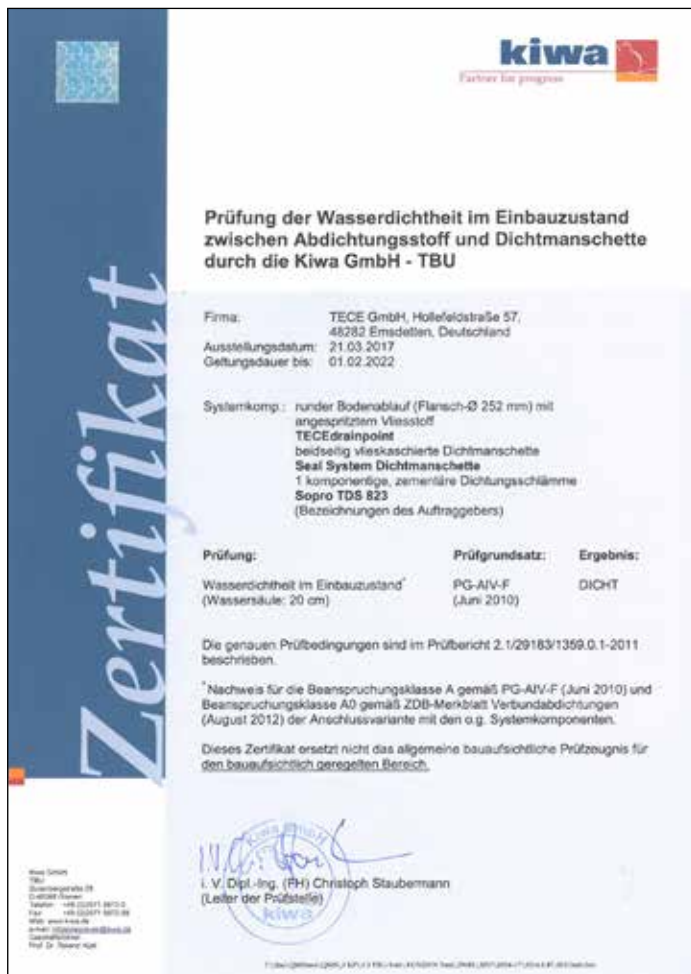 kiwa
Partner for progress
Zertifikat
Prüfung der Wasserdichtheit im Einbauzustand
zwischen Abdichtungsstoff und Dichtmanschette
durch die Kiwa GmbH - TBU
Firma: TECE GmbH, Hollefeldstraße 57,
48282 Emsdetten, Deutschland
Ausstellungsdatum: 21.03.2017
Geltungsdauer bis: 01.02.2022
Systemkomp.: runder Bodenablauf (Flansch-Ø 252 mm) mit
angespritztem Vliesstoff
TECEdrainpoint
beidseitig vlieskaschierte Dichtmanschette
Seal System Dichtmanschette
1 komponentige, zementäre Dichtungsschlämme
Sopro TDS 823
(Bezeichnungen des Auftraggebers)
Prüfung: Prüfgrundsatz: Ergebnis:
Wasserdichtheit im Einbauzustand* PG-AIV-F DICHT
(Wassersäule: 20 cm) (Juni 2010)
Die genauen Prüfbedingungen sind im Prüfbericht 2.1/29183/1359.0.1-2011
beschrieben.
*Nachweis für die Beanspruchungsklasse A gemäß PG-AIV-F (Juni 2010) und
Beanspruchungsklasse A0 gemäß ZDB-Merkblatt Verbundabdichtungen
(August 2012) der Anschlussvariante mit den o.g. Systemkomponenten.
Dieses Zertifikat ersetzt nicht das allgemeine bauaufsichtliche Prüfzeugnis für
den bauaufsichtlich geregelten Bereich.
Kiwa GmbH
kiwa
i. V. Dipl.-Ing. (FH) Christoph Staubermann
(Leiter der Prüfstelle)
Kiwa GmbH
TBU